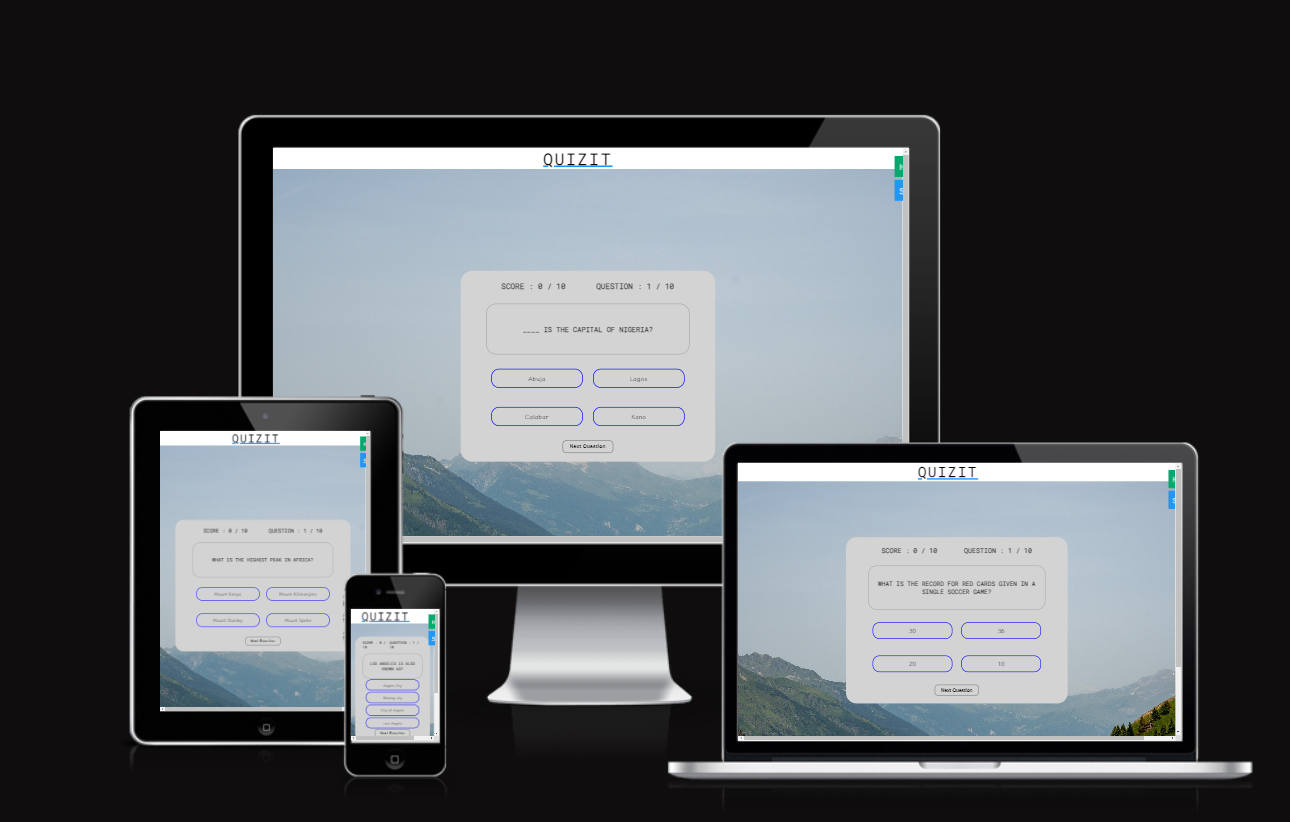 QUIZIT
SCORE : 0 / 10 QUESTION : 1 / 10
____ IS THE CAPITAL OF NIGERIA?
Abuja Lagos
Calabar Kano
Next Question
QUIZIT
SCORE : 0 / 10 QUESTION : 1 / 10
WHAT IS THE HIGHEST PEAK IN AFRICA?
Mount Kenya Mount Kilimanjaro
Mount Stanley Mount Speke
Next Question
QUIZIT
SCORE : 0 / QUESTION : 1 /
10 10
LOS ANGELES IS ALSO
KNOWN AS?
Angels City
City of Angels
Lost Angels
Next Question
QUIZIT
SCORE : 0 / 10 QUESTION : 1 / 10
WHAT IS THE RECORD FOR RED CARDS GIVEN IN A
SINGLE SOCCER GAME?
30 36
20 10
Next Question